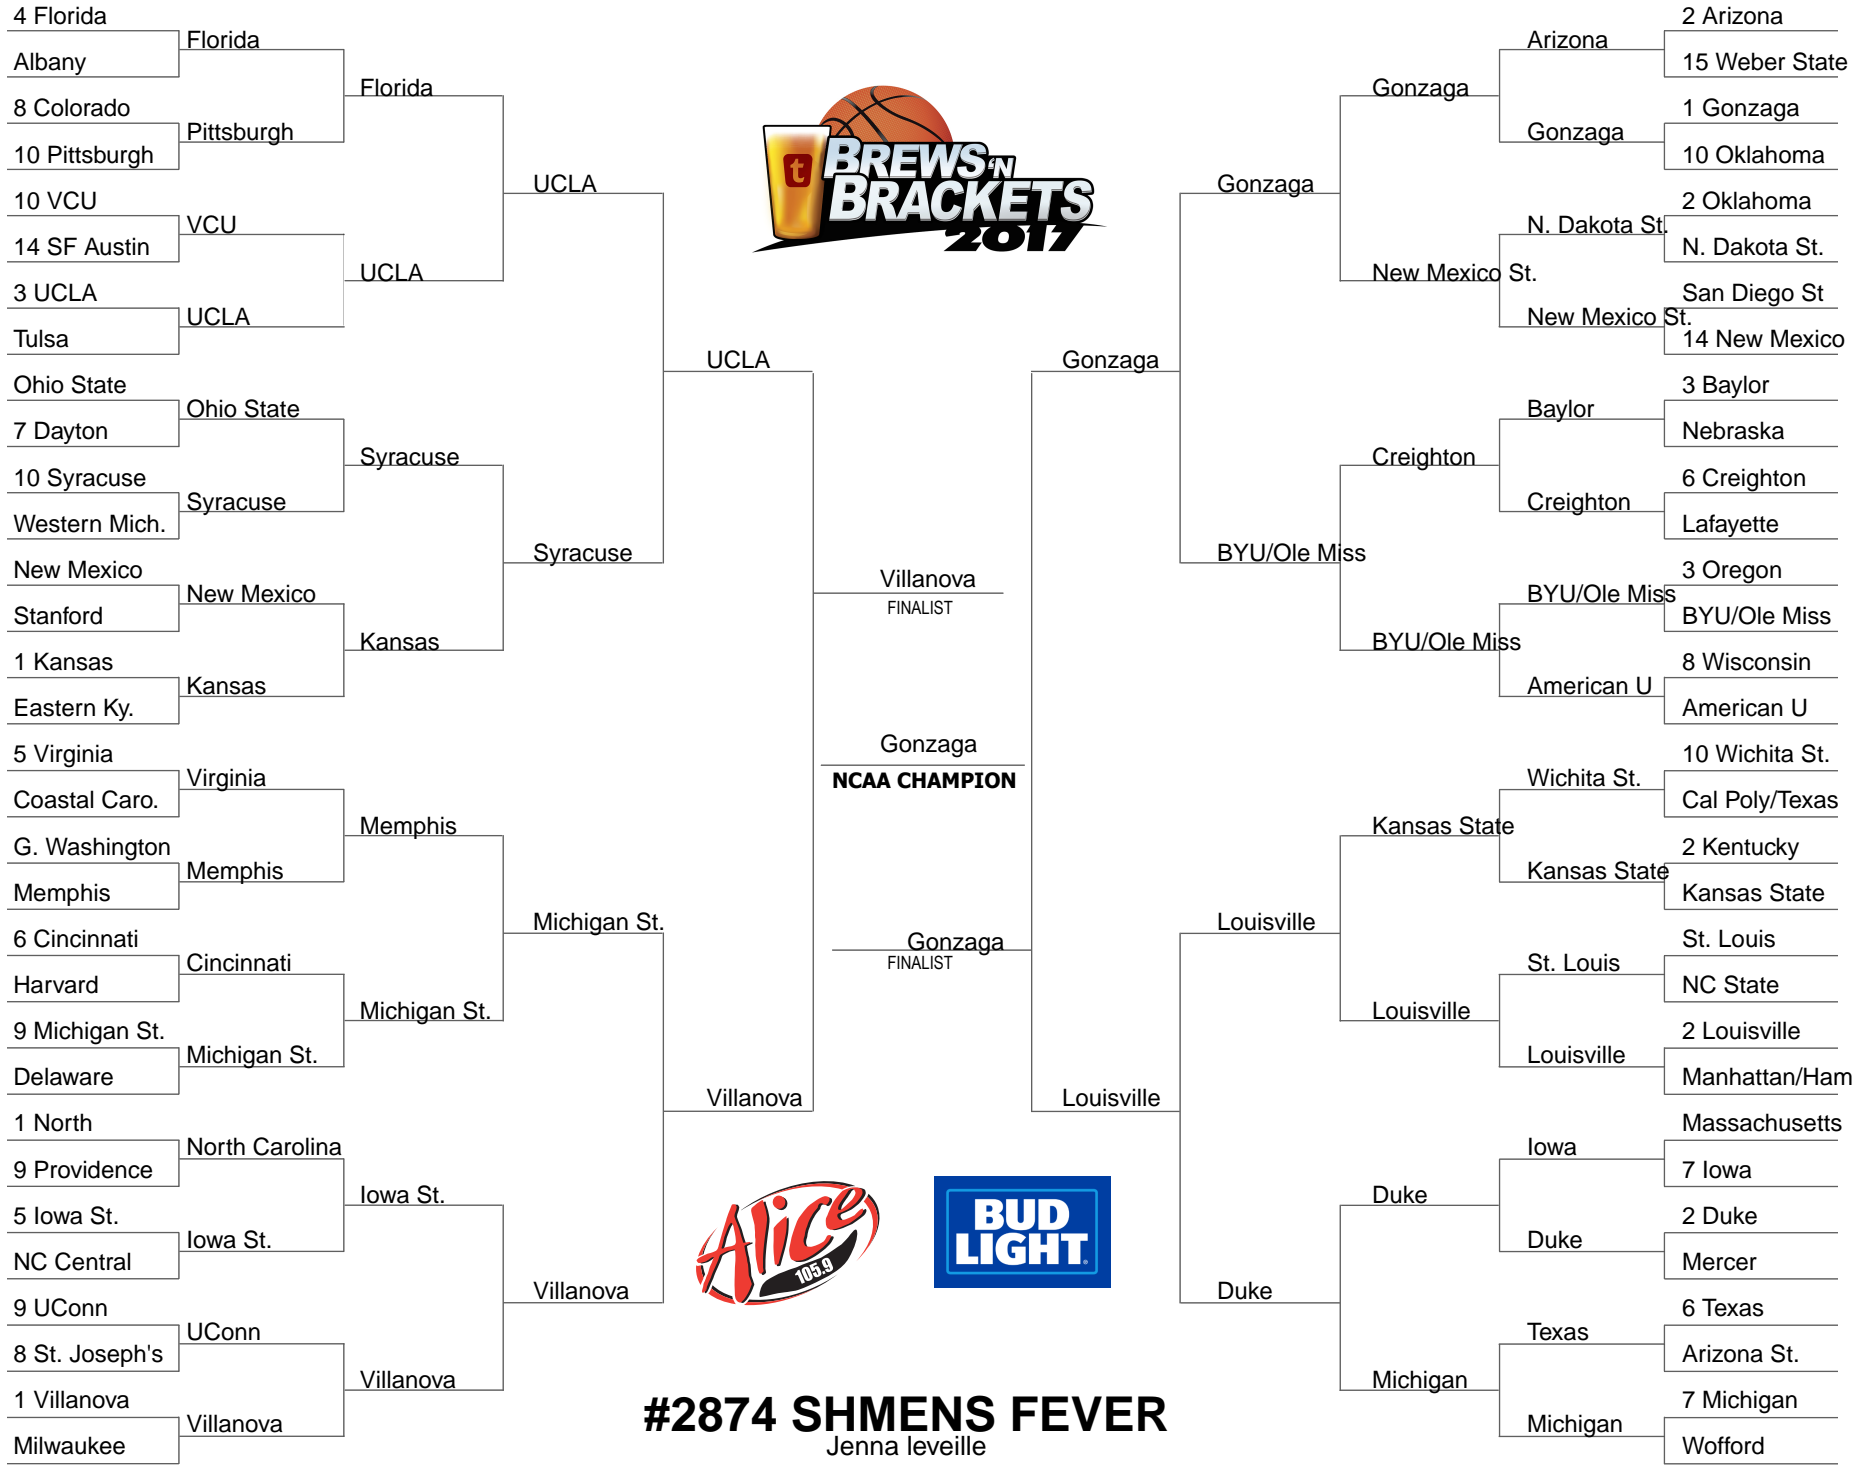 4 Florida
Albany
8 Colorado
10 Pittsburgh
10 VCU
14 SF Austin
3 UCLA
Tulsa
Ohio State
7 Dayton
10 Syracuse
Western Mich.
New Mexico
Stanford
1 Kansas
Eastern Ky.
5 Virginia
Coastal Caro.
G. Washington
Memphis
6 Cincinnati
Harvard
9 Michigan St.
Delaware
1 North
9 Providence
5 Iowa St.
NC Central
9 UConn
8 St. Joseph's
1 Villanova
Milwaukee
Florida
Pittsburgh
VCU
UCLA
Ohio State
Syracuse
New Mexico
Kansas
Virginia
Memphis
Cincinnati
Michigan St.
North Carolina
Iowa St.
UConn
Villanova
Florida
UCLA
Syracuse
Kansas
Memphis
Michigan St.
Iowa St.
Villanova
UCLA
Syracuse
Michigan St.
Villanova
UCLA
Villanova
t
BREWS 'N
BRACKETS
2017
Villanova
FINALIST
Gonzaga
NCAA CHAMPION
Gonzaga
FINALIST
Alice
105.9
BUD
LIGHT
#2874 SHMENS FEVER
Jenna leveille
Gonzaga
Louisville
Gonzaga
BYU/Ole Miss
Louisville
Duke
Gonzaga
New Mexico St.
Creighton
BYU/Ole Miss
Kansas State
Louisville
Duke
Michigan
Arizona
Gonzaga
N. Dakota St.
New Mexico St.
Baylor
Creighton
BYU/Ole Miss
American U
Wichita St.
Kansas State
St. Louis
Louisville
Iowa
Duke
Texas
Michigan
2 Arizona
15 Weber State
1 Gonzaga
10 Oklahoma
2 Oklahoma
N. Dakota St.
San Diego St
14 New Mexico
3 Baylor
Nebraska
6 Creighton
Lafayette
3 Oregon
BYU/Ole Miss
8 Wisconsin
American U
10 Wichita St.
Cal Poly/Texas
2 Kentucky
Kansas State
St. Louis
NC State
2 Louisville
Manhattan/Ham
Massachusetts
7 Iowa
2 Duke
Mercer
6 Texas
Arizona St.
7 Michigan
Wofford